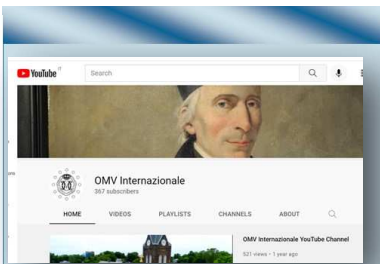 YouTube IT
Search
OMV Internazionale
367 subscribers
HOME VIDEOS PLAYLISTS CHANNELS ABOUT
OMV Internazionale YouTube Channel
521 views • 1 year ago